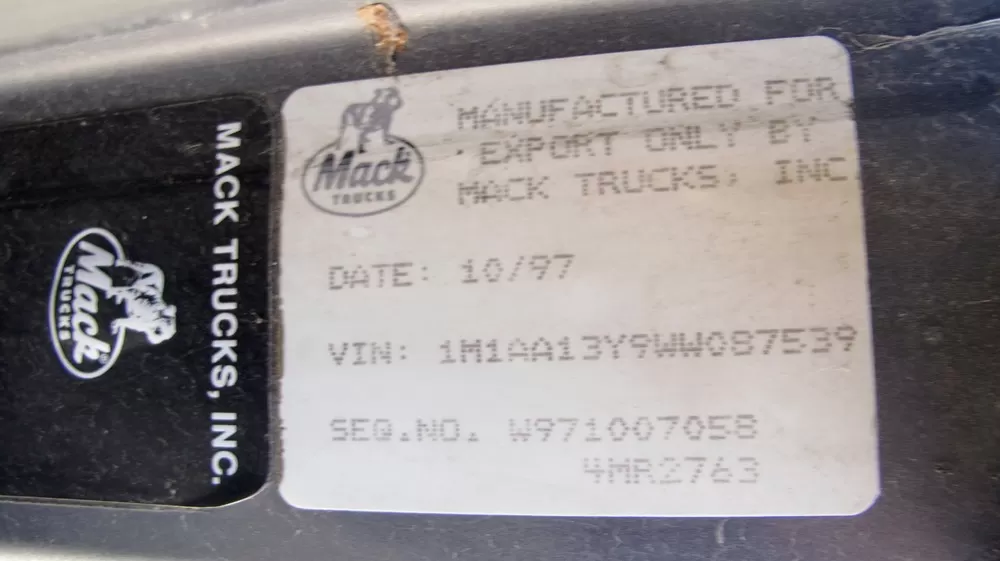 MACK TRUCKS, INC.
Mack®
TRUCKS
Mack
TRUCKS
MANUFACTURED FOR
EXPORT ONLY BY
MACK TRUCKS, INC.
DATE: 10/97
VIN: 1M1AA13Y9WW087539
SEQ.NO. W971007058
4MR2763